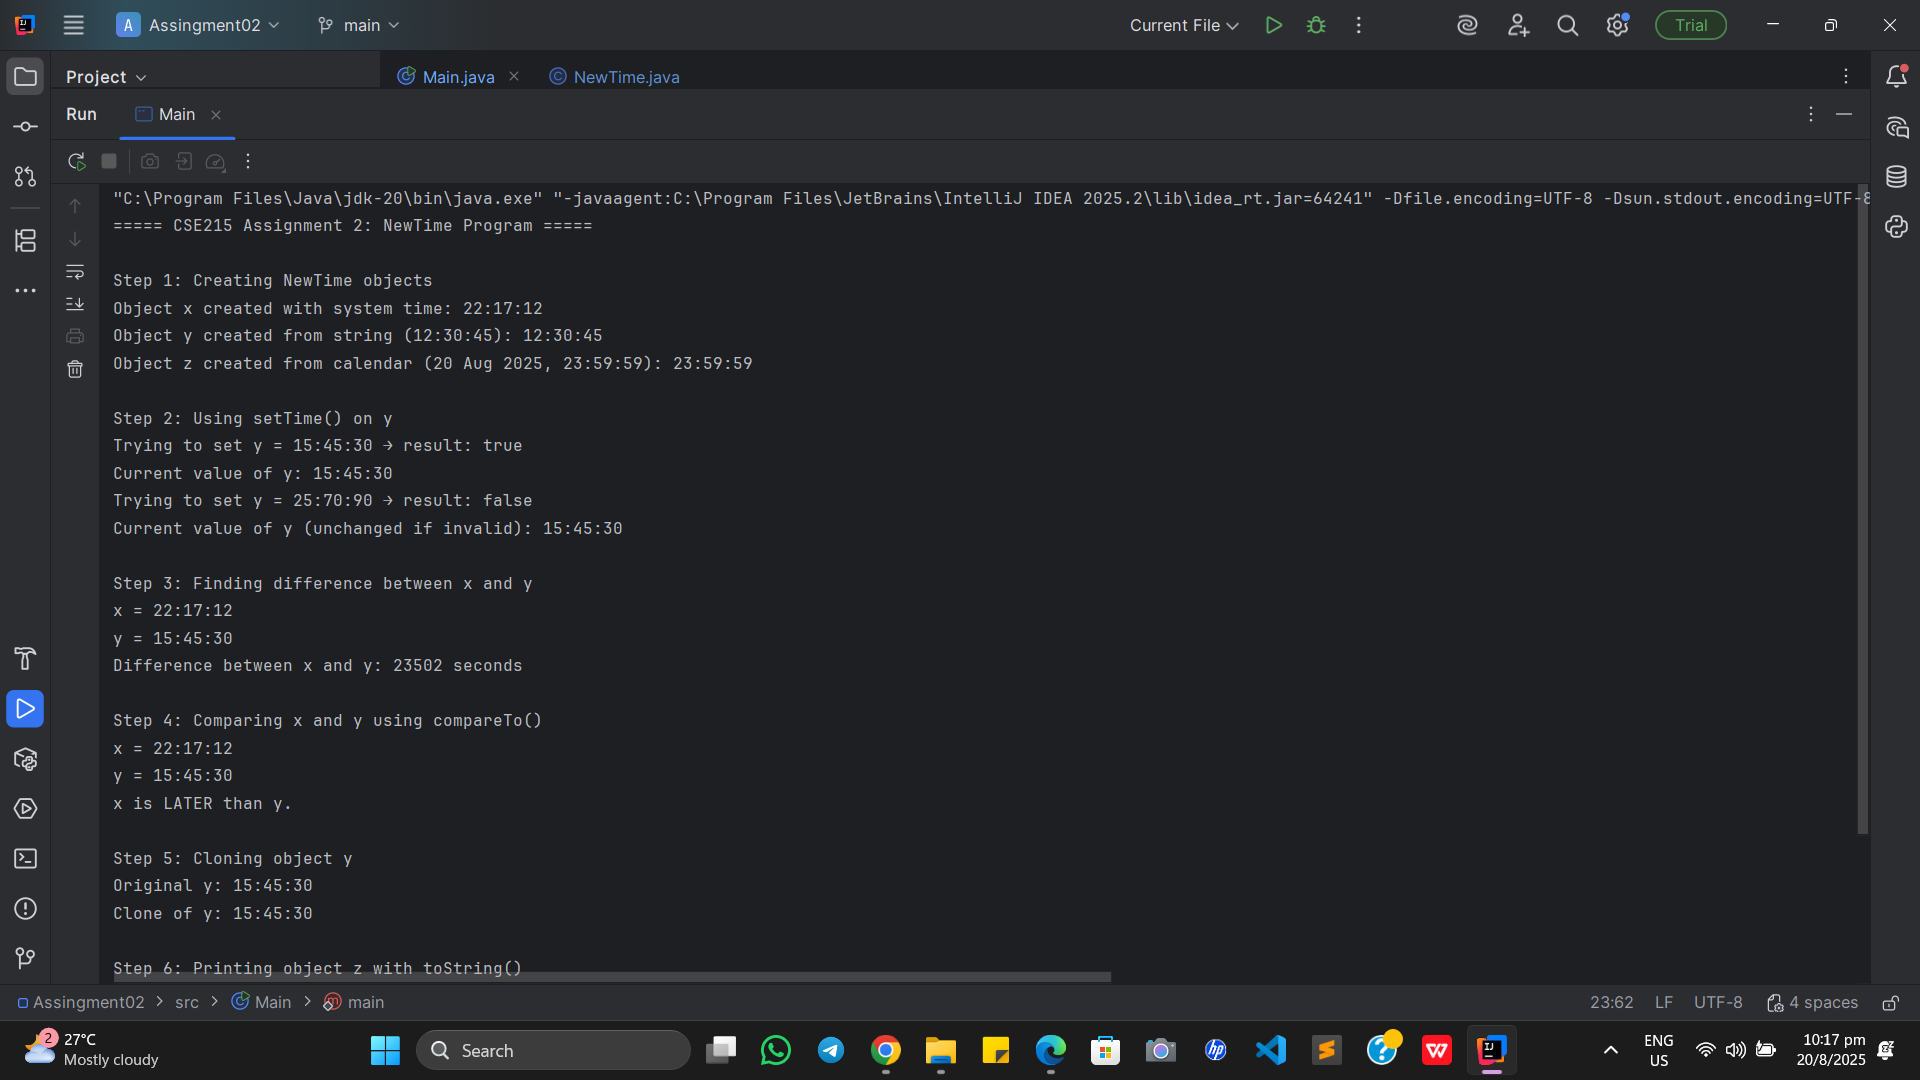 Assingment02
main
Current File
Trial
Project
Main.java
NewTime.java
Run
Main
"C:\Program Files\Java\jdk-20\bin\java.exe" "-javaagent:C:\Program Files\JetBrains\IntelliJ IDEA 2025.2\lib\idea_rt.jar=64241" -Dfile.encoding=UTF-8 -Dsun.stdout.encoding=UTF-8
===== CSE215 Assignment 2: NewTime Program =====
Step 1: Creating NewTime objects
Object x created with system time: 22:17:12
Object y created from string (12:30:45): 12:30:45
Object z created from calendar (20 Aug 2025, 23:59:59): 23:59:59
Step 2: Using setTime() on y
Trying to set y = 15:45:30 → result: true
Current value of y: 15:45:30
Trying to set y = 25:70:90 → result: false
Current value of y (unchanged if invalid): 15:45:30
Step 3: Finding difference between x and y
x = 22:17:12
y = 15:45:30
Difference between x and y: 23502 seconds
Step 4: Comparing x and y using compareTo()
x = 22:17:12
y = 15:45:30
x is LATER than y.
Step 5: Cloning object y
Original y: 15:45:30
Clone of y: 15:45:30
Step 6: Printing object z with toString()
Assingment02 > src > Main > main
23:62 LF UTF-8 4 spaces
2
27°C
Mostly cloudy
Search
ENG
US
10:17 pm
20/8/2025